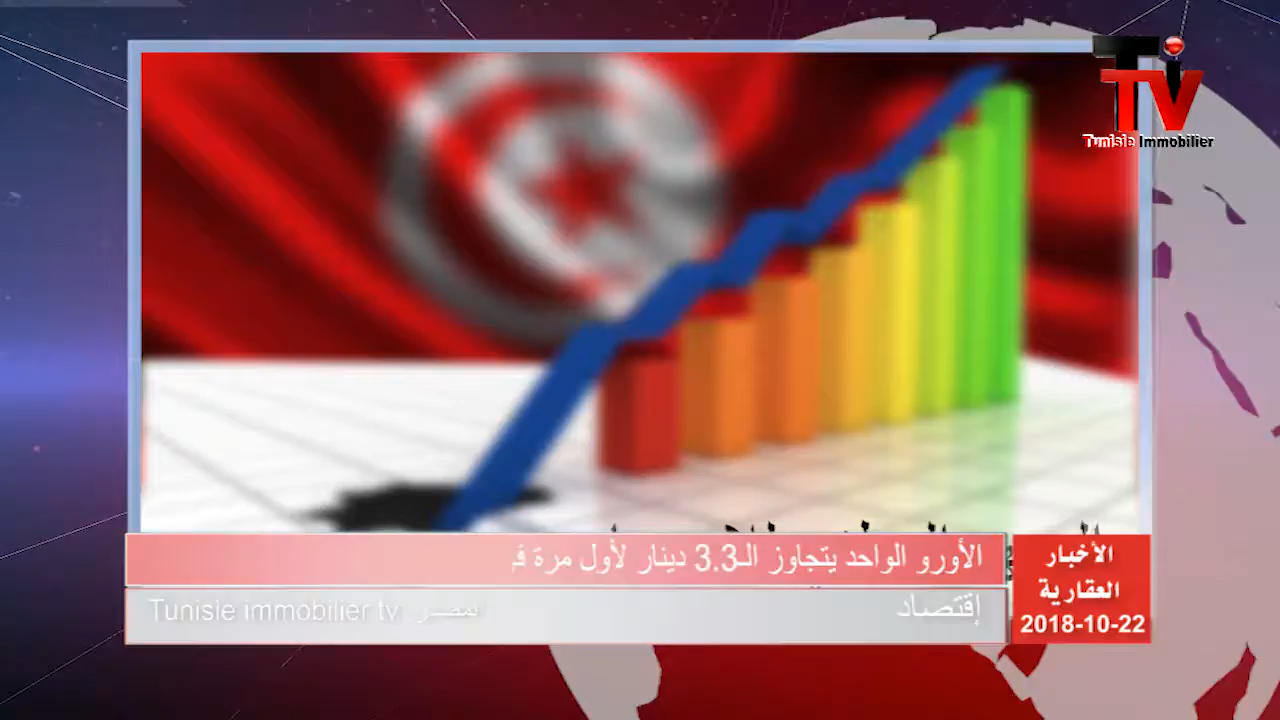 TiTV
Tunisie Immobilier
الأورو الواحد يتجاوز الـ3.3 دينار لأول مرة
إقتصاد
Tunisie immobilier tv
الأخبار
العقارية
2018-10-22